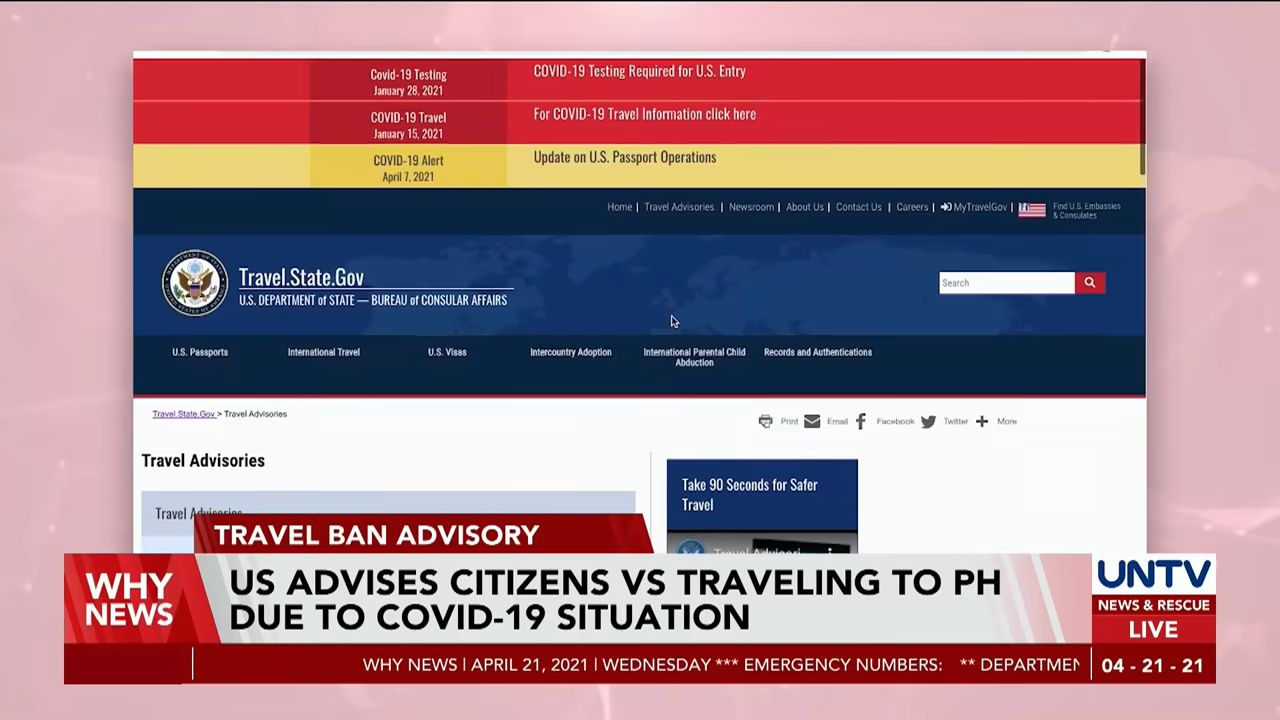 Covid-19 Testing
January 28, 2021
COVID-19 Testing Required for U.S. Entry
COVID-19 Travel
January 15, 2021
For COVID-19 Travel Information click here
COVID-19 Alert
April 7, 2021
Update on U.S. Passport Operations
Home | Travel Advisories | Newsroom | About Us | Contact Us | Careers | MyTravelGov | Find U.S. Embassies
& Consulates
Travel.State.Gov
U.S. DEPARTMENT of STATE — BUREAU of CONSULAR AFFAIRS
Search
U.S. Passports
International Travel
U.S. Visas
Intercountry Adoption
International Parental Child
Abduction
Records and Authentications
Travel.State.Gov > Travel Advisories
Print Email Facebook Twitter More
Travel Advisories
Travel Advisories
Take 90 Seconds for Safer
Travel
Travel Advisori
TRAVEL BAN ADVISORY
WHY
NEWS
US ADVISES CITIZENS VS TRAVELING TO PH
DUE TO COVID-19 SITUATION
UNTV
NEWS & RESCUE
LIVE
WHY NEWS | APRIL 21, 2021 | WEDNESDAY *** EMERGENCY NUMBERS: ** DEPARTMEN
04 - 21 - 21